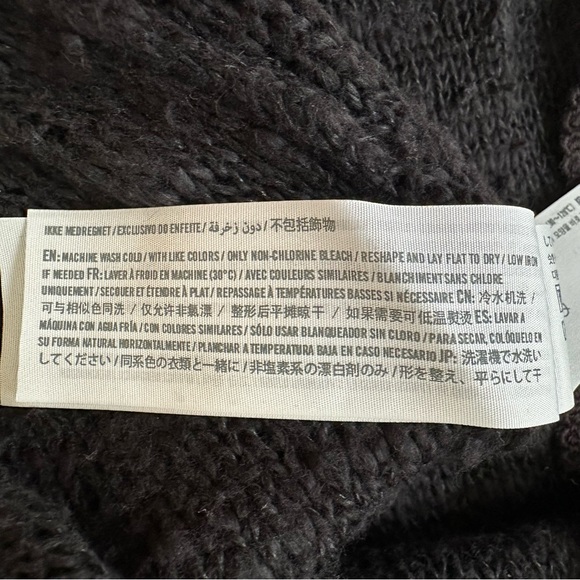 IKKE MEDREGNET / EXCLUSIVO DO ENFEITE / دون زخرفة / 不包括飾物
EN: MACHINE WASH COLD / WITH LIKE COLORS / ONLY NON-CHLORINE BLEACH / RESHAPE AND LAY FLAT TO DRY / LOW IRON
IF NEEDED FR: LAVER À FROID EN MACHINE (30°C) / AVEC COULEURS SIMILAIRES / BLANCHIMENT SANS CHLORE
UNIQUEMENT / SECOUER ET ÉTENDRE À PLAT / REPASSAGE À TEMPÉRATURES BASSES SI NÉCESSAIRE CN: 冷水机洗 /
可与相似色同洗 / 仅允许非氯漂 / 整形后平摊晾干 / 如果需要可低温熨烫 ES: LAVAR A
MÁQUINA CON AGUA FRÍA / CON COLORES SIMILARES / SÓLO USAR BLANQUEADOR SIN CLORO / PARA SECAR, COLÓQUELO EN
SU FORMA NATURAL HORIZONTALMENTE / PLANCHAR A TEMPERATURA BAJA EN CASO NECESARIO JP: 洗濯機で水洗い
してください / 同系色の衣類と一緒に / 非塩素系の漂白剤のみ / 形を整え、平らにして干